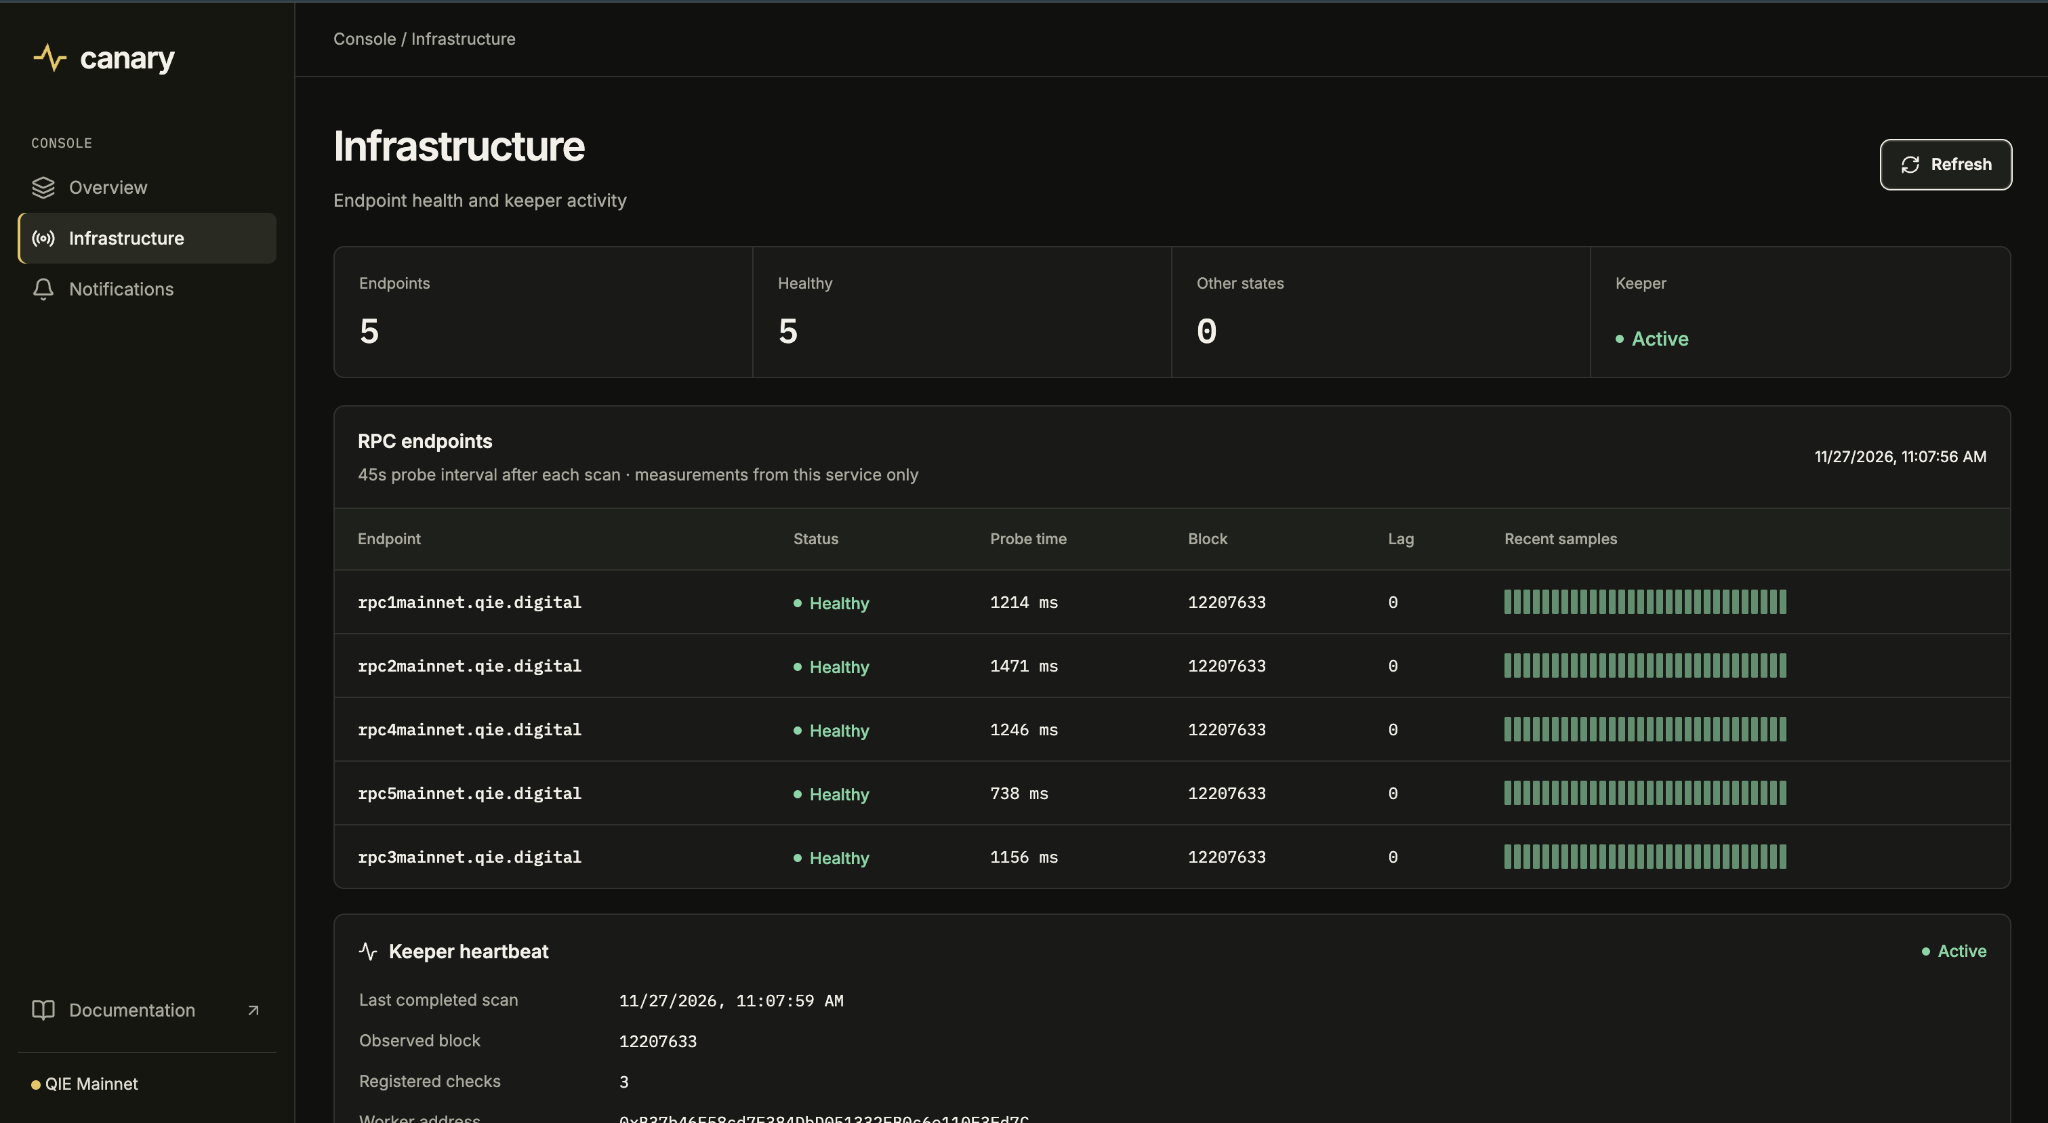 canary
CONSOLE
Overview
Infrastructure
Notifications
Documentation
QIE Mainnet
Console / Infrastructure
Infrastructure
Endpoint health and keeper activity
Refresh
Endpoints
5
Healthy
5
Other states
0
Keeper
Active
RPC endpoints
45s probe interval after each scan · measurements from this service only
11/27/2026, 11:07:56 AM
Endpoint Status Probe time Block Lag Recent samples
rpc1mainnet.qie.digital Healthy 1214 ms 12207633 0
rpc2mainnet.qie.digital Healthy 1471 ms 12207633 0
rpc4mainnet.qie.digital Healthy 1246 ms 12207633 0
rpc5mainnet.qie.digital Healthy 738 ms 12207633 0
rpc3mainnet.qie.digital Healthy 1156 ms 12207633 0
Keeper heartbeat
Active
Last completed scan 11/27/2026, 11:07:59 AM
Observed block 12207633
Registered checks 3
Worker address